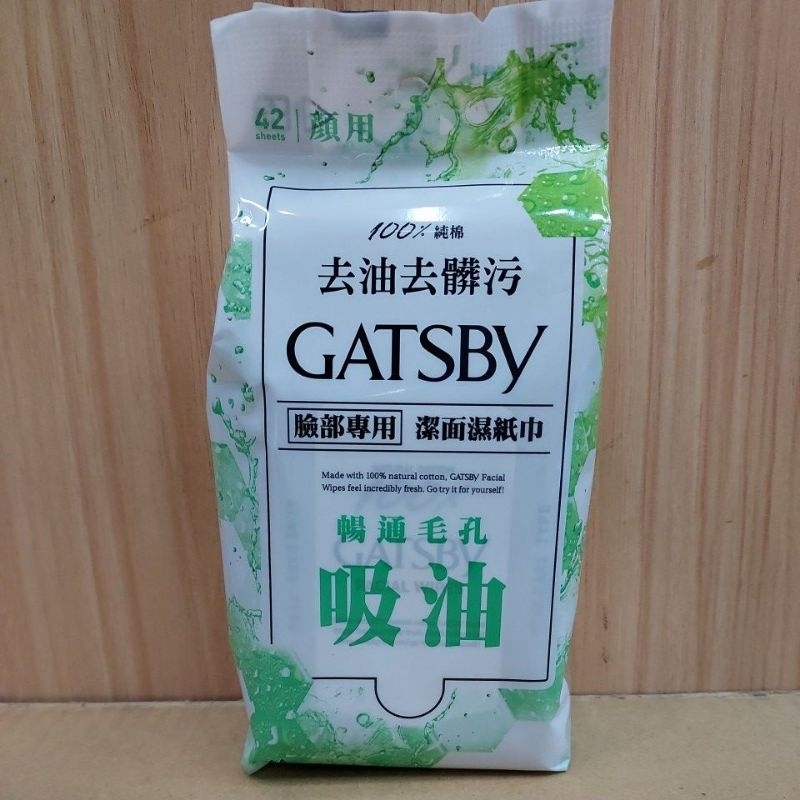 42 顔用
sheets
100% 純棉
去油去髒污
GATSBY
臉部專用 潔面濕紙巾
Made with 100% natural cotton, GATSBY Facial
Wipes feel incredibly fresh. Go try it for yourself!
暢通毛孔
GATSBY
吸油